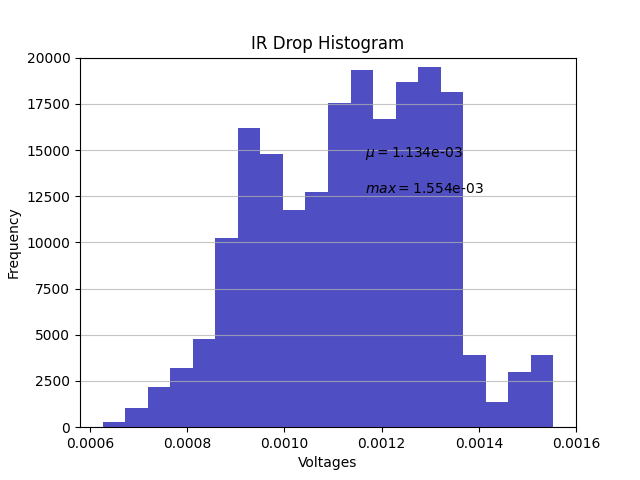 IR Drop Histogram
20000
17500
15000
12500
10000
7500
5000
2500
0
Frequency
μ = 1.134e-03
max = 1.554e-03
0.0006 0.0008 0.0010 0.0012 0.0014 0.0016
Voltages